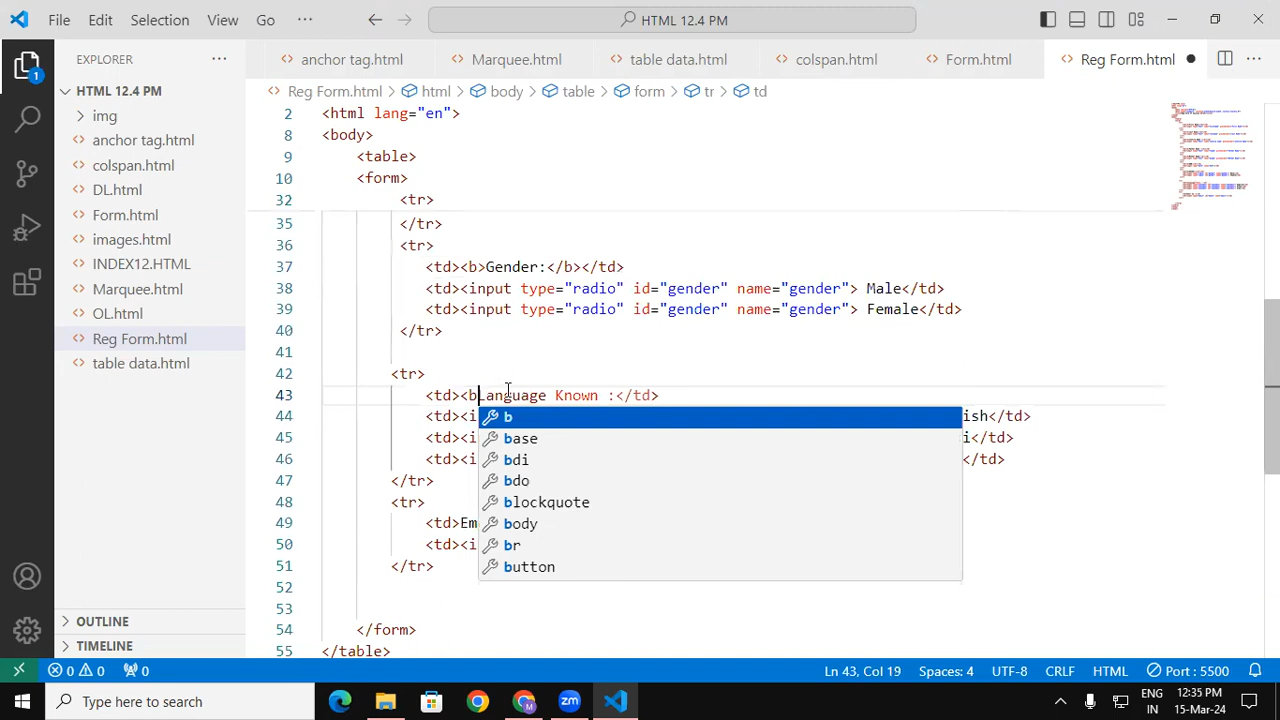 File Edit Selection View Go ··· HTML 12.4 PM
EXPLORER ···
anchor tag.html Marquee.html table data.html colspan.html Form.html Reg Form.html ···
HTML 12.4 PM
img
anchor tag.html
colspan.html
DL.html
Form.html
images.html
INDEX12.HTML
Marquee.html
OL.html
Reg Form.html
table data.html
OUTLINE
TIMELINE
1
Reg Form.html > html > body > table > form > tr > td
2 <html lang="en">
8 <body>
9 <table>
10 <form>
32 <tr>
35 </tr>
36 <tr>
37 <td><b>Gender:</b></td>
38 <td><input type="radio" id="gender" name="gender"> Male</td>
39 <td><input type="radio" id="gender" name="gender"> Female</td>
40 </tr>
41
42 <tr>
43 <td><bLanguage Known :</td>
44 <td><i ish</td>
45 <td><i i</td>
46 <td><i </td>
47 </tr>
48 <tr>
49 <td>Em
50 <td><i
51 </tr>
52
53
54 </form>
55 </table>
b
base
bdi
bdo
blockquote
body
br
button
0 0 0 Ln 43, Col 19 Spaces: 4 UTF-8 CRLF HTML Port : 5500
Type here to search zm M ENG 12:35 PM
IN 15-Mar-24